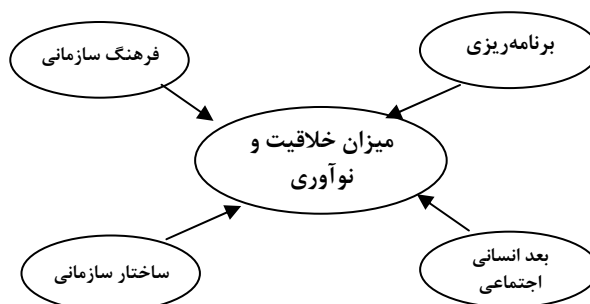 برنامه‌ریزی
فرهنگ سازمانی
میزان خلاقیت و
نوآوری
بعد انسانی
اجتماعی
ساختار سازمانی